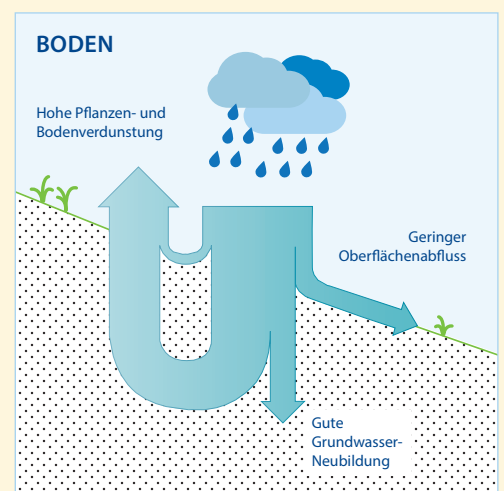 BODEN
Hohe Pflanzen- und
Bodenverdunstung
Geringer
Oberflächenabfluss
Gute
Grundwasser-
Neubildung